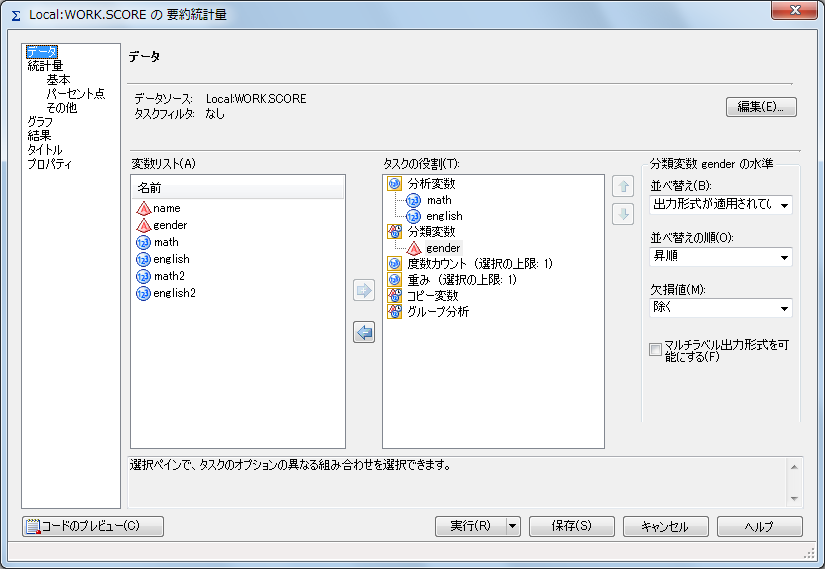 Local:WORK.SCORE の 要約統計量
データ
統計量
基本
パーセント点
その他
グラフ
結果
タイトル
プロパティ
データ
データソース: Local:WORK.SCORE
タスクフィルタ: なし
編集(E)...
変数リスト(A)
名前
name
gender
math
english
math2
english2
タスクの役割(T):
分析変数
math
english
分類変数
gender
度数カウント (選択の上限: 1)
重み (選択の上限: 1)
コピー変数
グループ分析
分類変数 gender の水準
並べ替え(B):
出力形式が適用されてい
並べ替えの順(O):
昇順
欠損値(M):
除く
マルチラベル出力形式を可
能にする(F)
選択ペインで、タスクのオプションの異なる組み合わせを選択できます。
コードのプレビュー(C)
実行(R)
保存(S)
キャンセル
ヘルプ